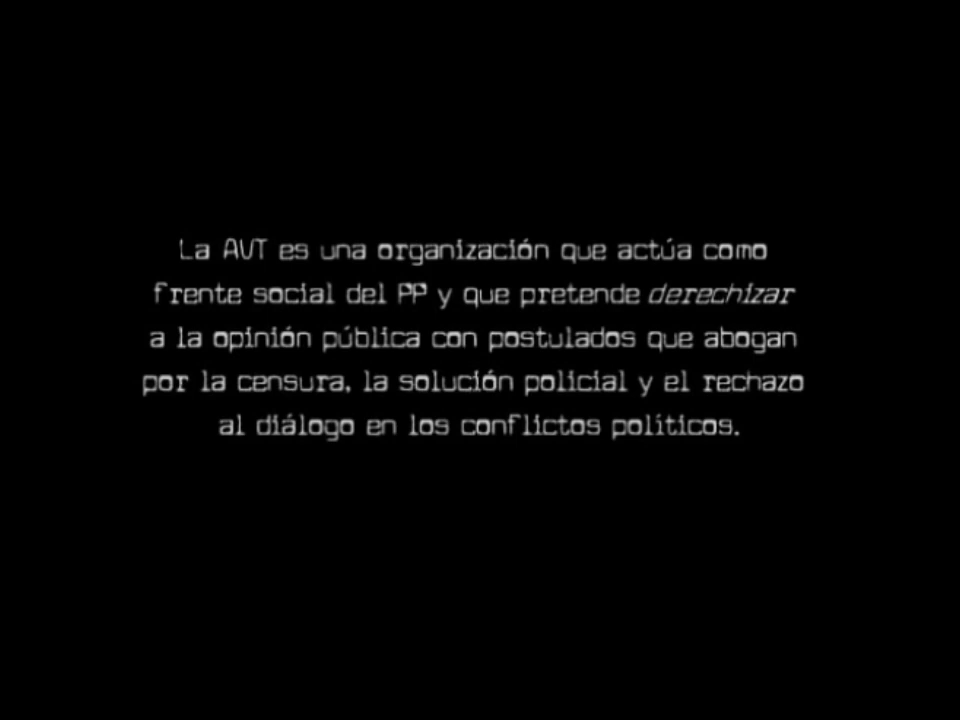 La AVT es una organización que actúa como
frente social del PP y que pretende derechizar
a la opinión pública con postulados que abogan
por la censura, la solución policial y el rechazo
al diálogo en los conflictos políticos.